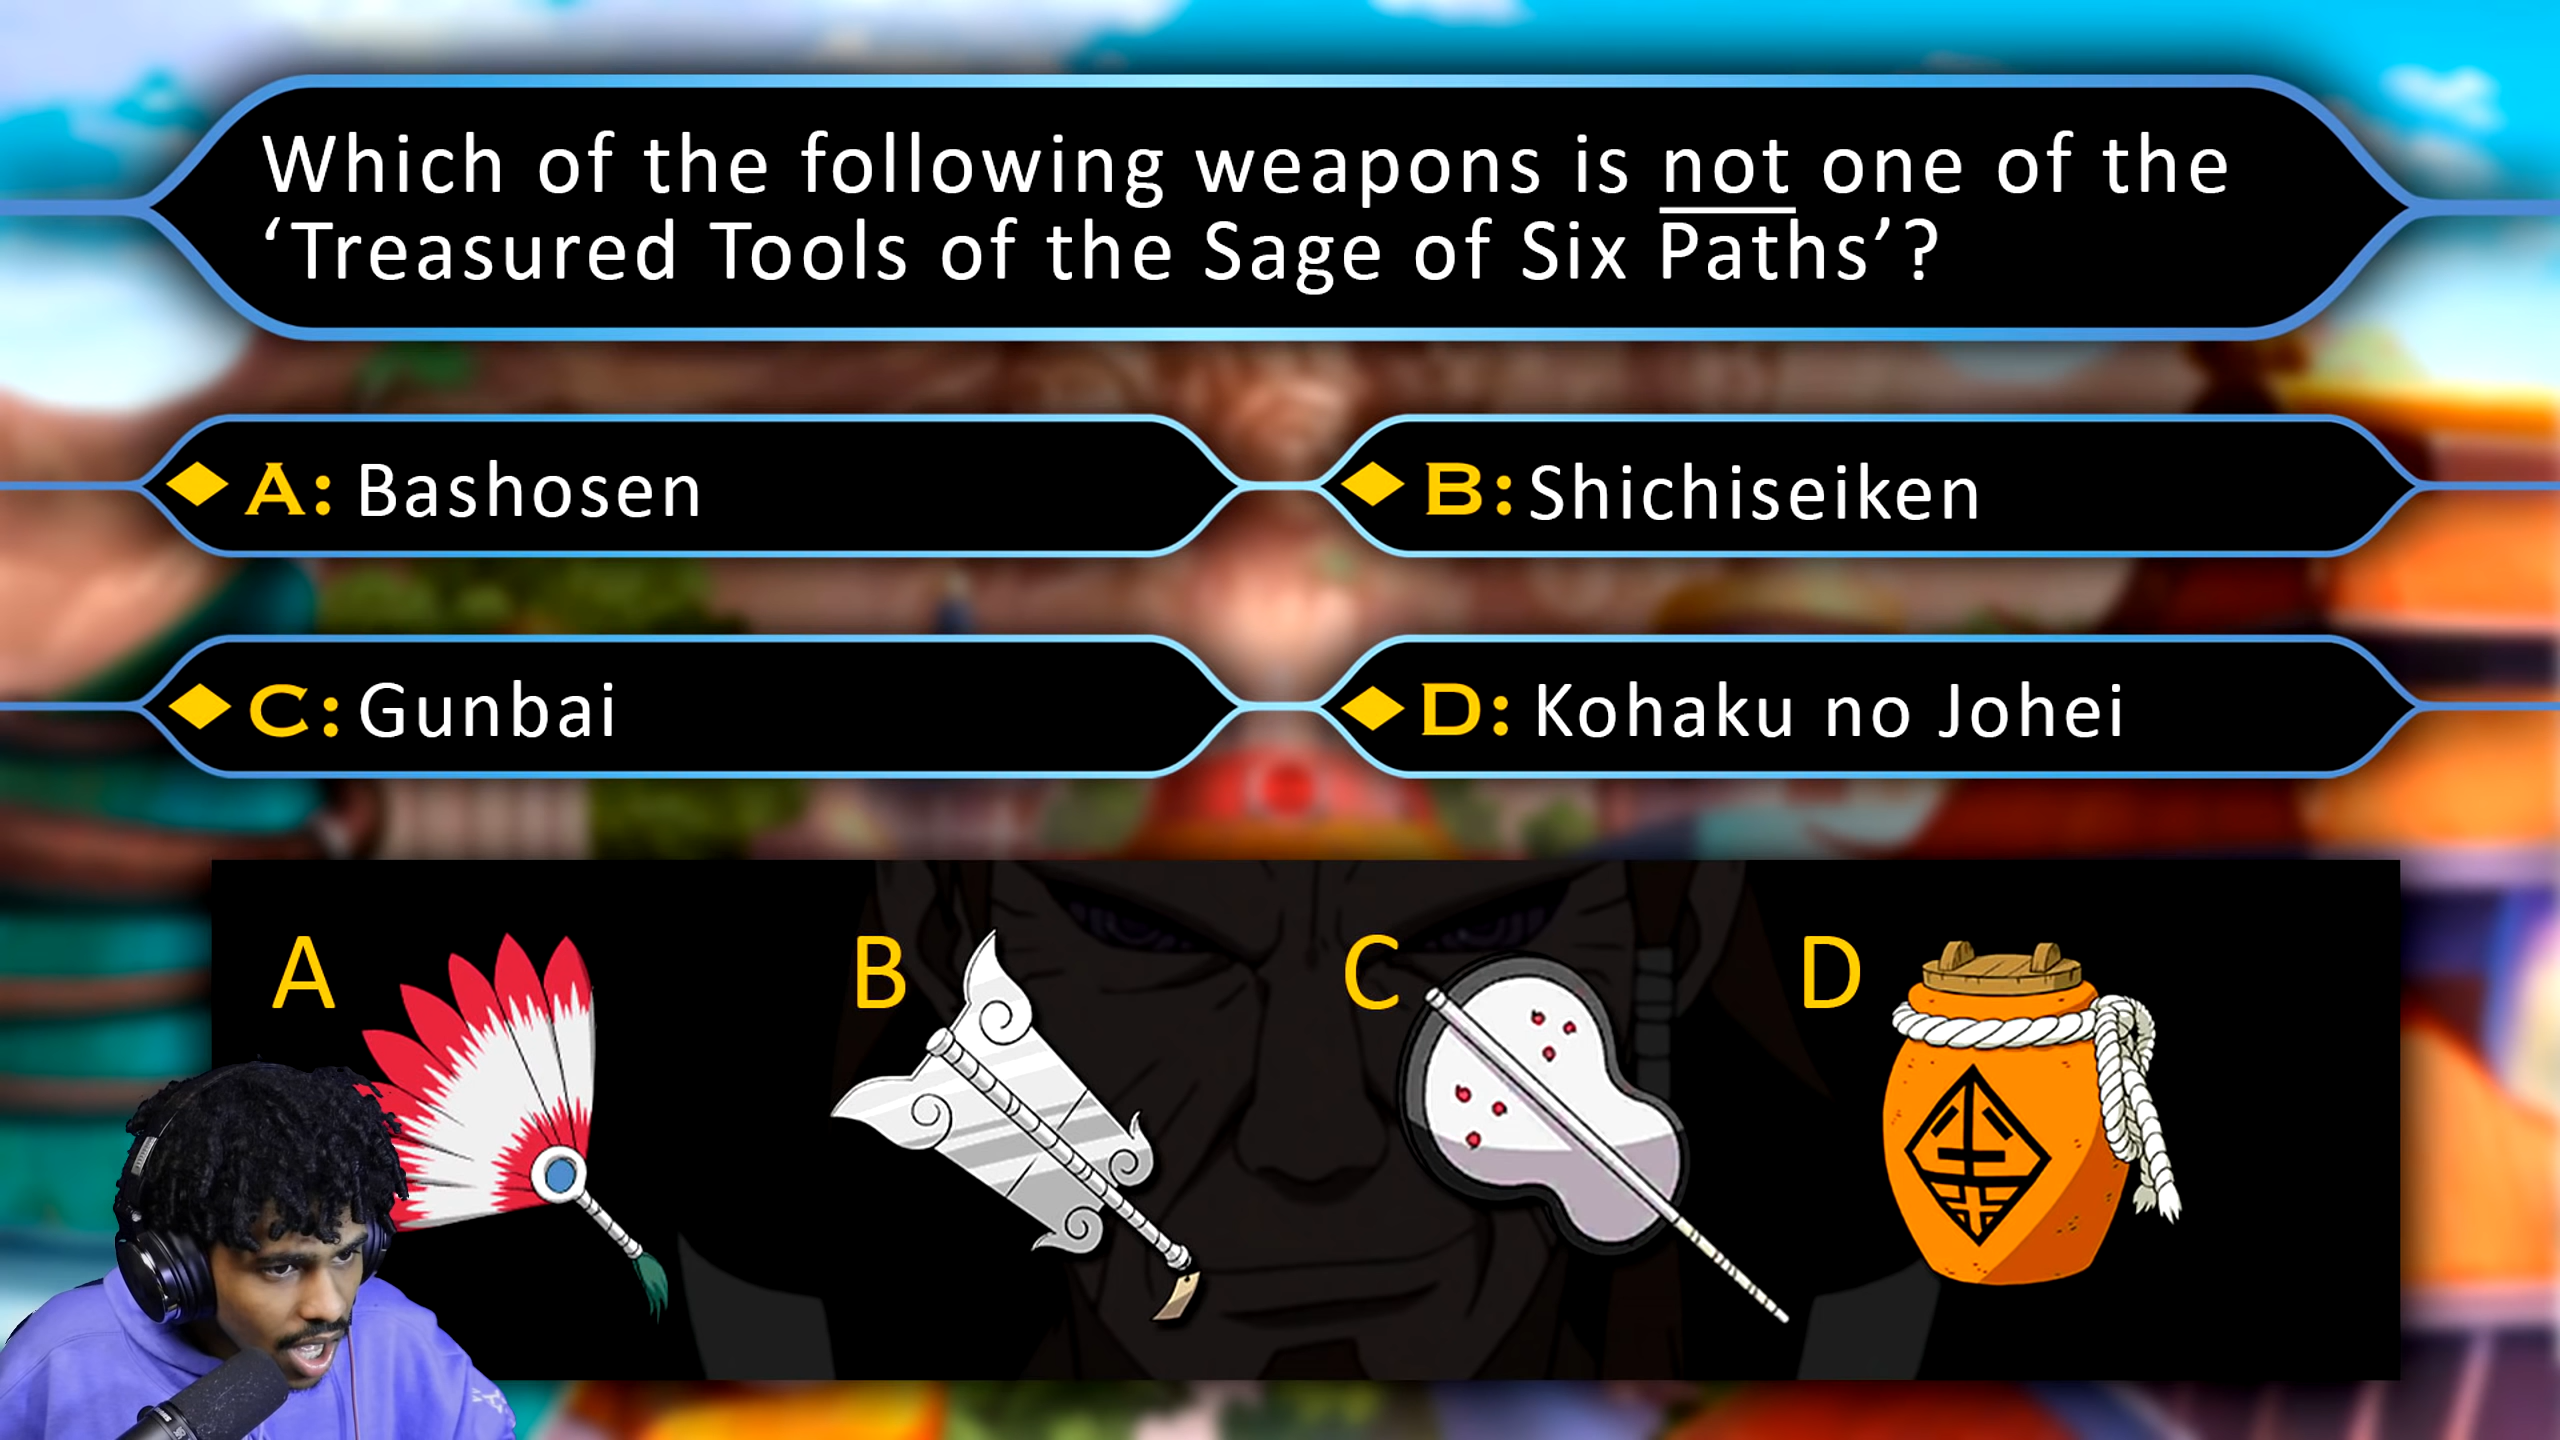 Which of the following weapons is not one of the
‘Treasured Tools of the Sage of Six Paths’?
A: Bashosen
B: Shichiseiken
C: Gunbai
D: Kohaku no Johei
A
B
C
D